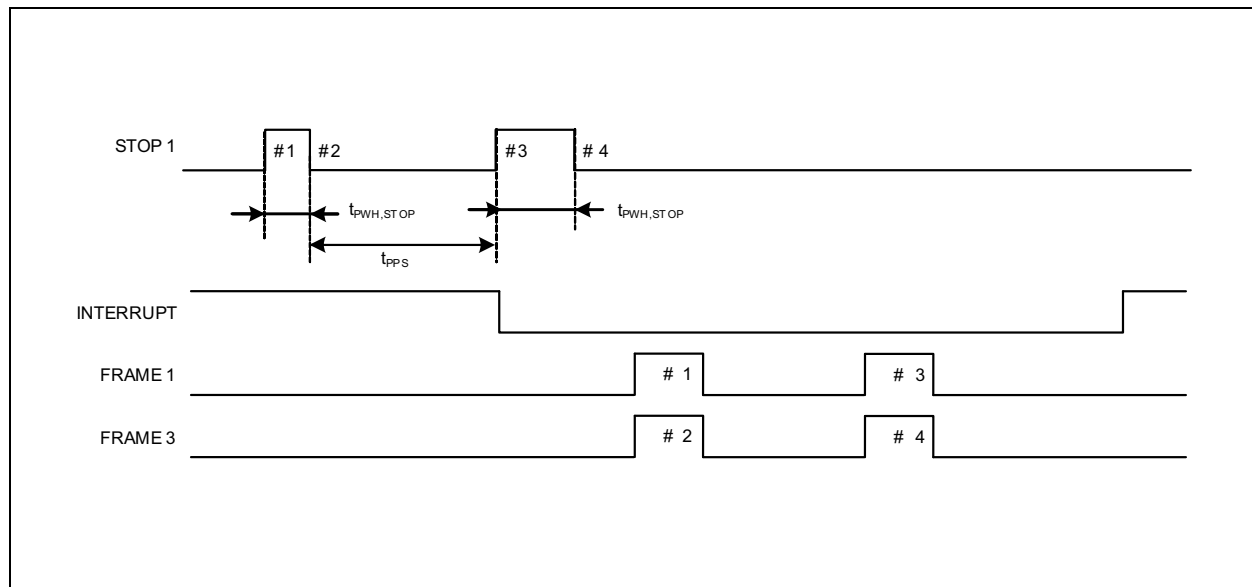 STOP 1
#1
#2
#3
# 4
tPWH,STOP
tPWH,STOP
tPPS
INTERRUPT
FRAME 1
# 1
# 3
FRAME 3
# 2
# 4